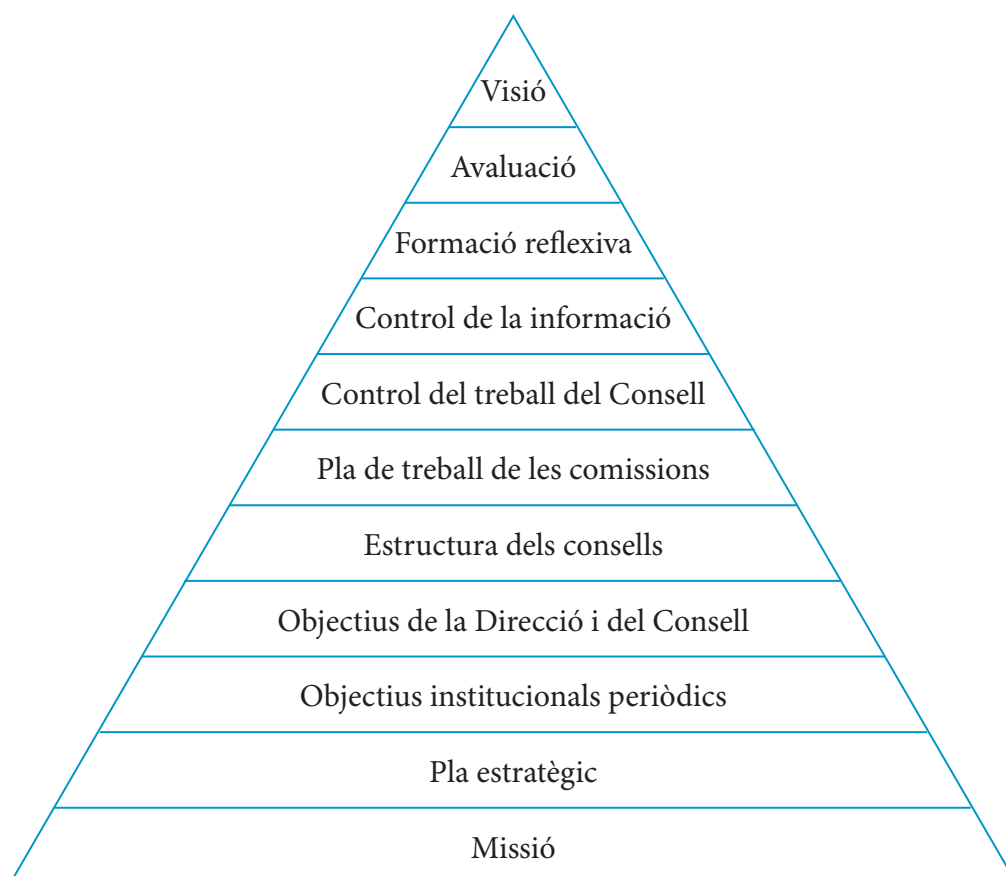 Visió
Avaluació
Formació reflexiva
Control de la informació
Control del treball del Consell
Pla de treball de les comissions
Estructura dels consells
Objectius de la Direcció i del Consell
Objectius institucionals periòdics
Pla estratègic
Missió